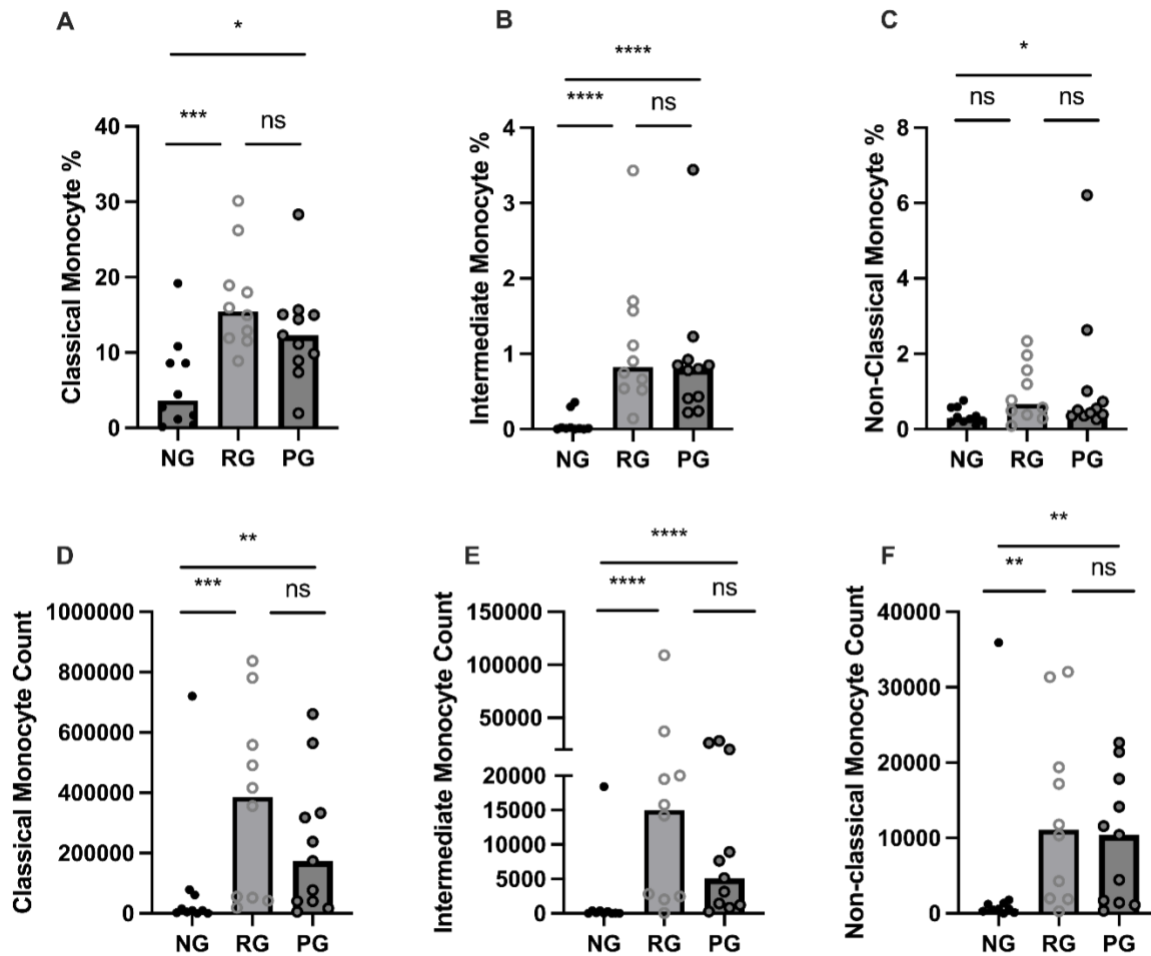 A
*
***
ns
Classical Monocyte %
40
30
20
10
0
NG RG PG
B
****
****
ns
Intermediate Monocyte %
4
3
2
1
0
NG RG PG
C
*
ns
ns
Non-Classical Monocyte %
8
6
4
2
0
NG RG PG
D
**
***
ns
Classical Monocyte Count
1000000
800000
600000
400000
200000
0
NG RG PG
E
****
****
ns
Intermediate Monocyte Count
150000
100000
50000
20000
15000
10000
5000
0
NG RG PG
F
**
**
ns
Non-classical Monocyte Count
40000
30000
20000
10000
0
NG RG PG